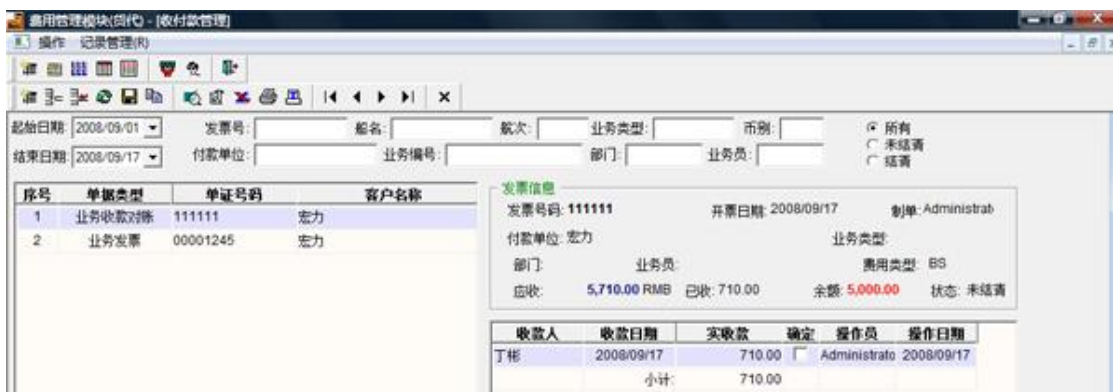 费用管理模块(货代) - [收付款管理]
操作 记录管理(R)
起始日期: 2008/09/01 发票号: 船名: 航次: 业务类型: 币别: 所有
未结清
结束日期: 2008/09/17 付款单位: 业务编号: 部门: 业务员: 结清
序号 单据类型 单证号码 客户名称
1 业务收款对帐 111111 宏力
2 业务发票 00001245 宏力
发票信息
发票号码: 111111 开票日期: 2008/09/17 制单: Administrat
付款单位: 宏力 业务类型:
部门: 业务员: 费用类型: BS
应收: 5,710.00 RMB 已收: 710.00 余额: 5,000.00 状态: 未结清
收款人 收款日期 实收款 确定 操作员 操作日期
丁彬 2008/09/17 710.00 Administrato 2008/09/17
小计: 710.00